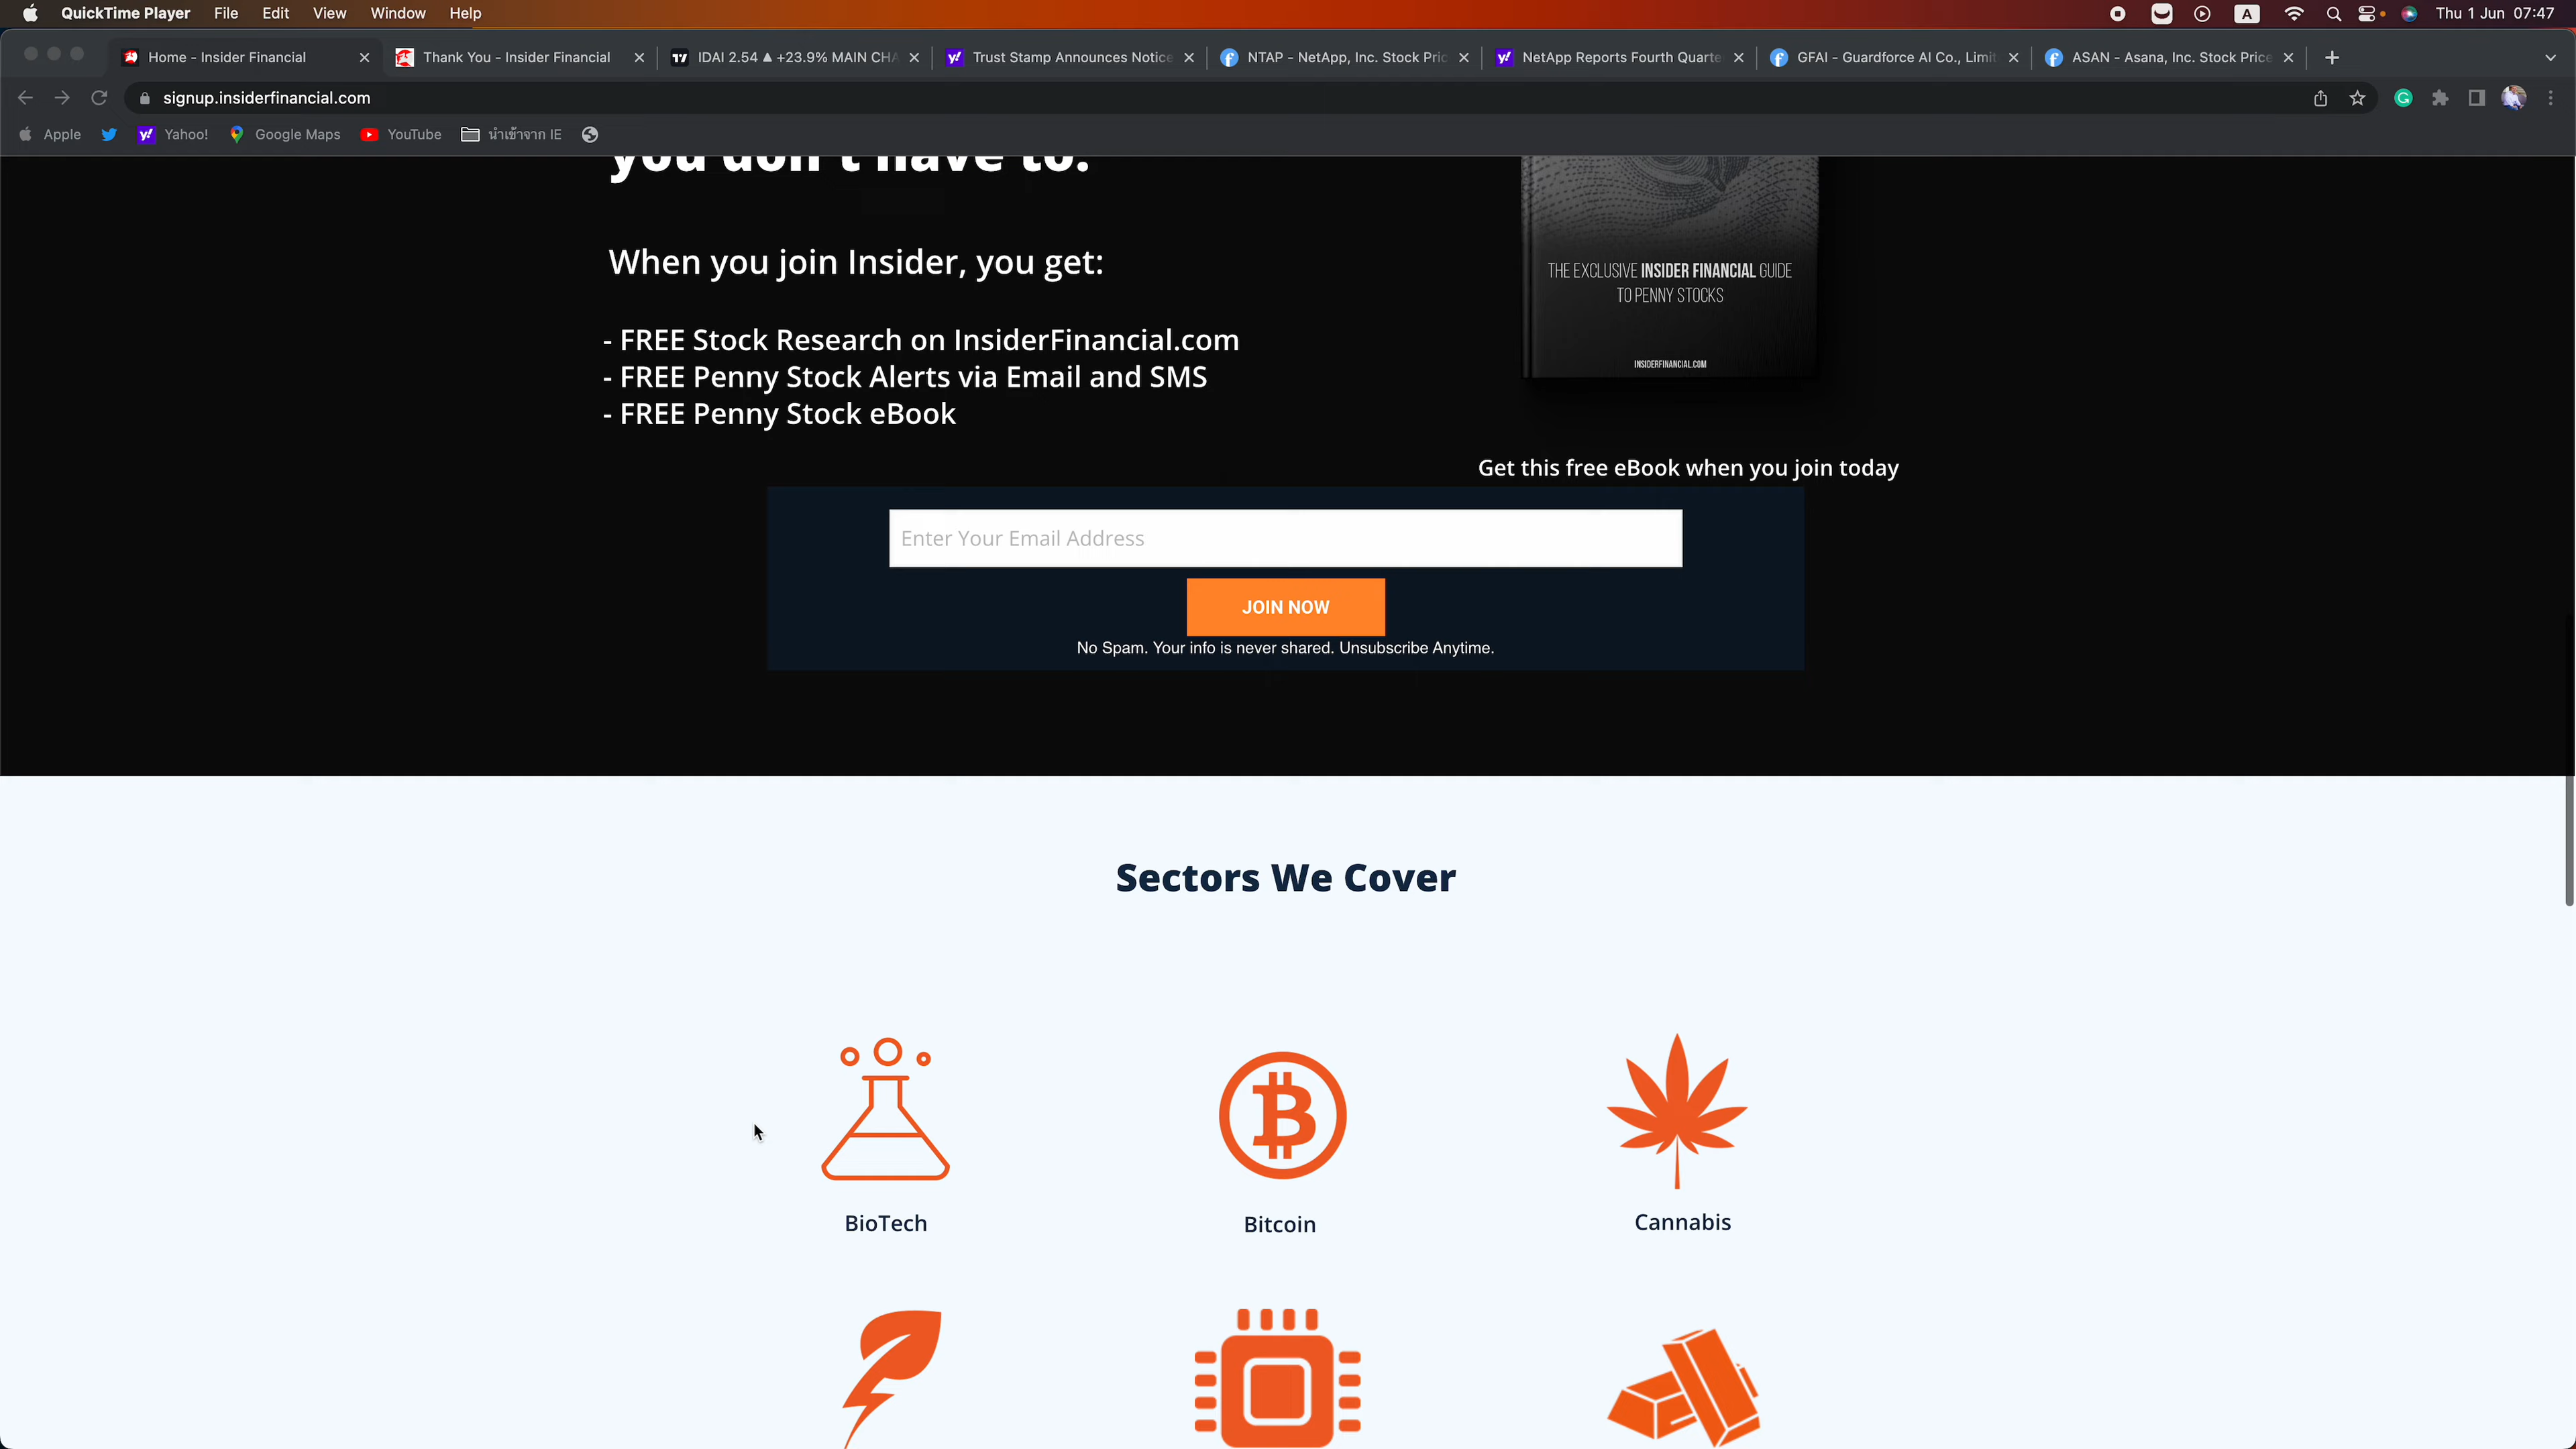 QuickTime Player File Edit View Window Help
A
Thu 1 Jun 07:47
Home - Insider Financial
Thank You - Insider Financial
IDAI 2.54 ▲ +23.9% MAIN CHA
Trust Stamp Announces Notice
NTAP - NetApp, Inc. Stock Pric
NetApp Reports Fourth Quarte
GFAI - Guardforce AI Co., Limit
ASAN - Asana, Inc. Stock Price
signup.insiderfinancial.com
Apple Yahoo! Google Maps YouTube นำเข้าจาก IE
you don't have to.
When you join Insider, you get:
- FREE Stock Research on InsiderFinancial.com
- FREE Penny Stock Alerts via Email and SMS
- FREE Penny Stock eBook
THE EXCLUSIVE INSIDER FINANCIAL GUIDE
TO PENNY STOCKS
INSIDERFINANCIAL.COM
Get this free eBook when you join today
Enter Your Email Address
JOIN NOW
No Spam. Your info is never shared. Unsubscribe Anytime.
Sectors We Cover
BioTech
Bitcoin
Cannabis